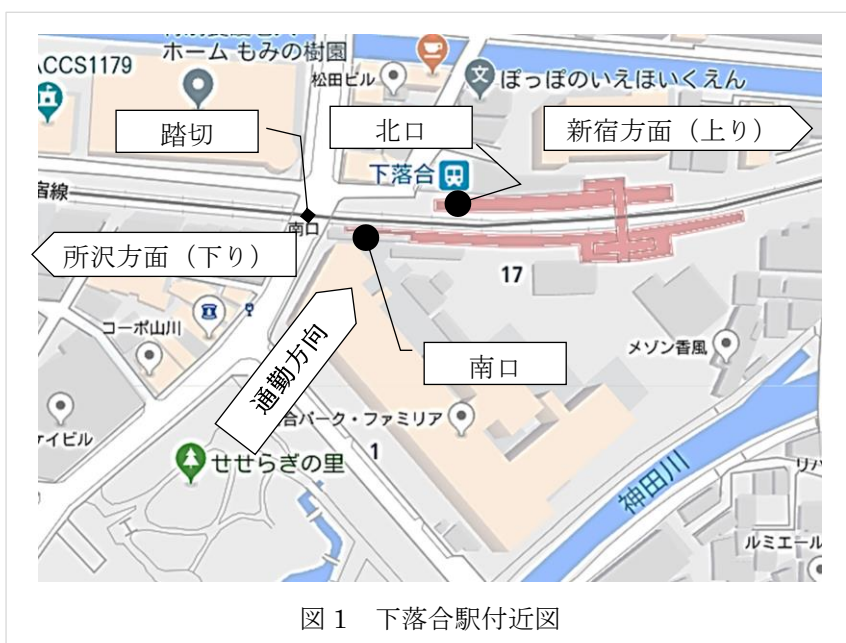 ホーム もみの樹園
ACCS1179
松田ビル
ぽっぽのいえほいくえん
踏切
北口
新宿方面（上り）
下落合
宿線
南口
所沢方面（下り）
17
コーポ山川
メゾン香風
通勤方向
南口
合パーク・ファミリア
イビル
せせらぎの里
1
神田川
リバ
ルミエール
図 1 下落合駅付近図